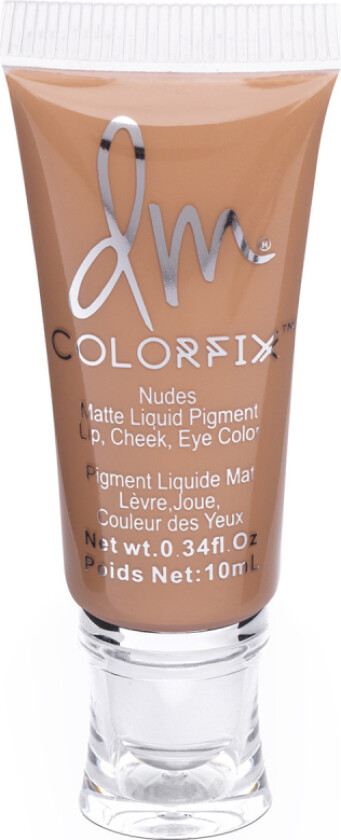 dm®
COLORFIX™
Nudes
Matte Liquid Pigment
Lip, Cheek, Eye Color
Pigment Liquide Mat
Lèvre,Joue,
Couleur des Yeux
Net wt.0.34fl.Oz
Poids Net:10mL